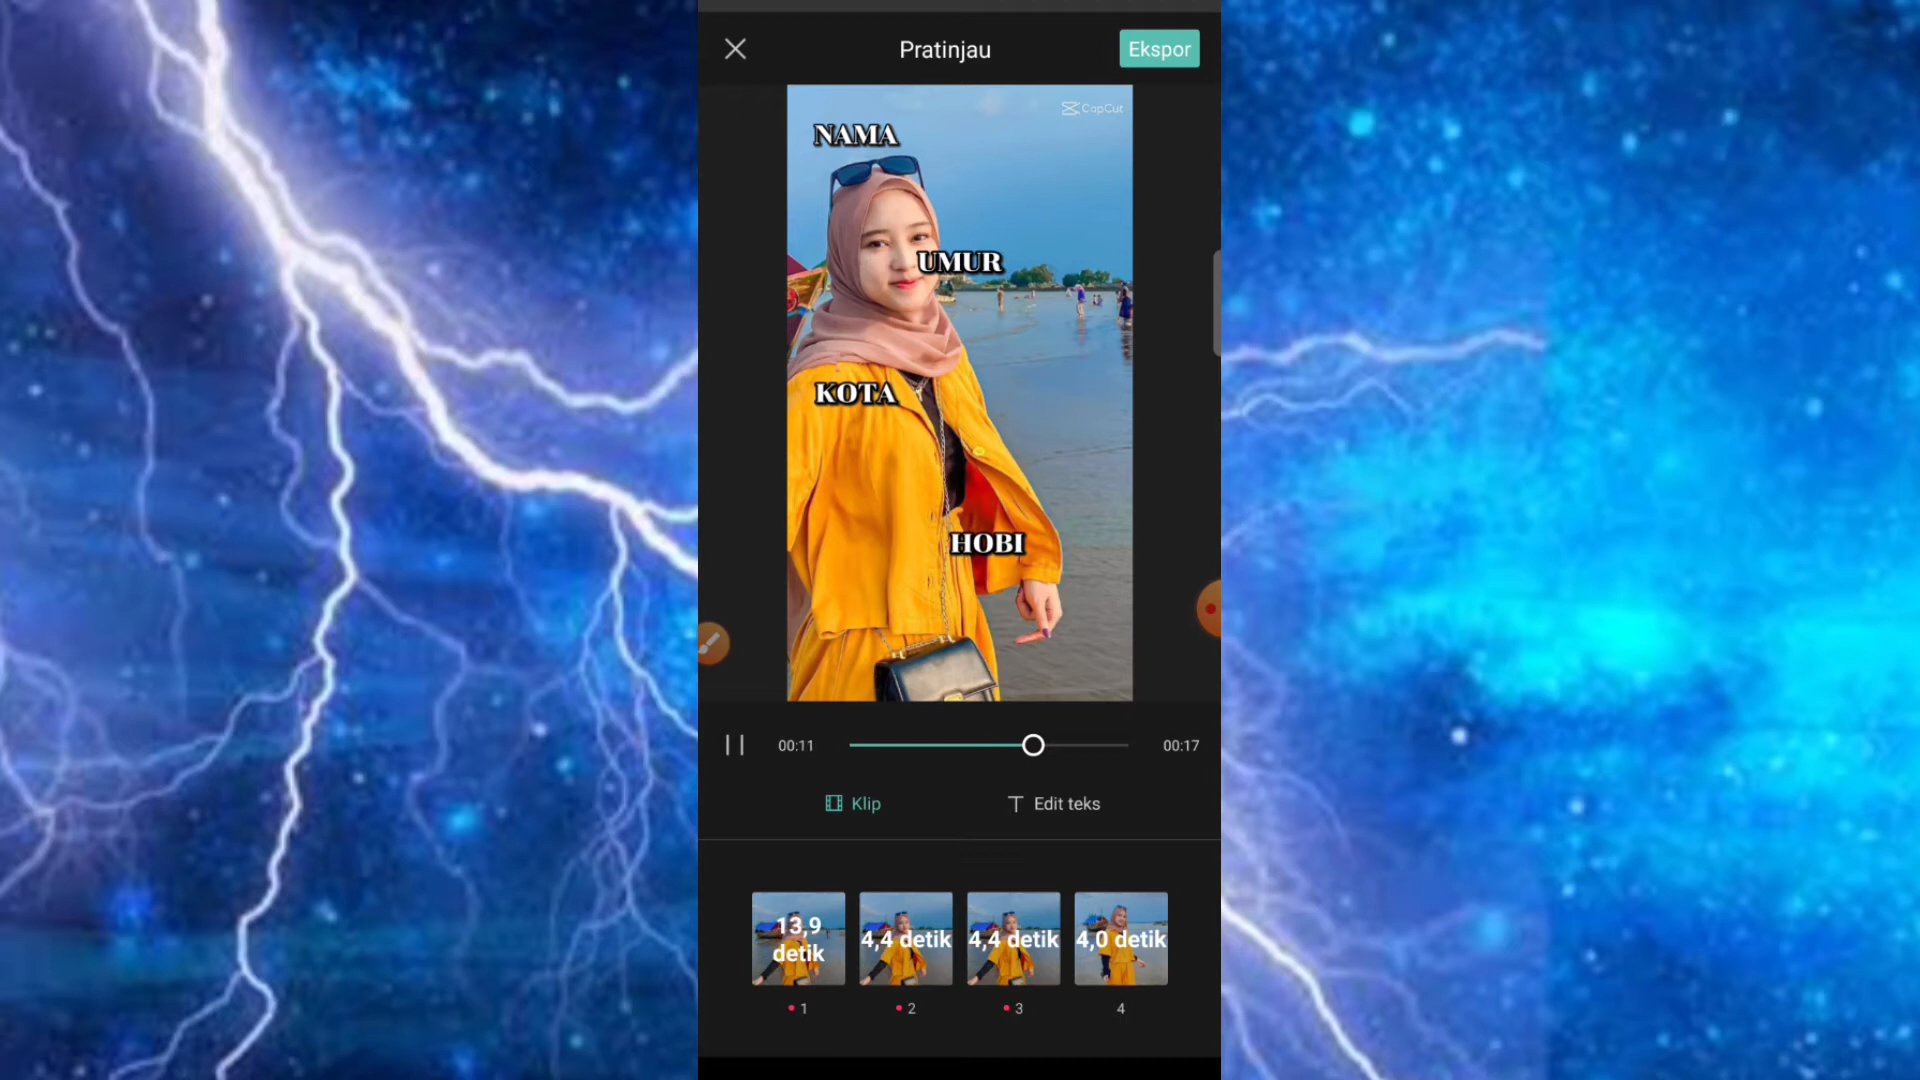 Pratinjau
Ekspor
CapCut
NAMA
UMUR
KOTA
HOBI
00:11
00:17
Klip
Edit teks
13,9
detik
4,4 detik
4,4 detik
4,0 detik
1
2
3
4